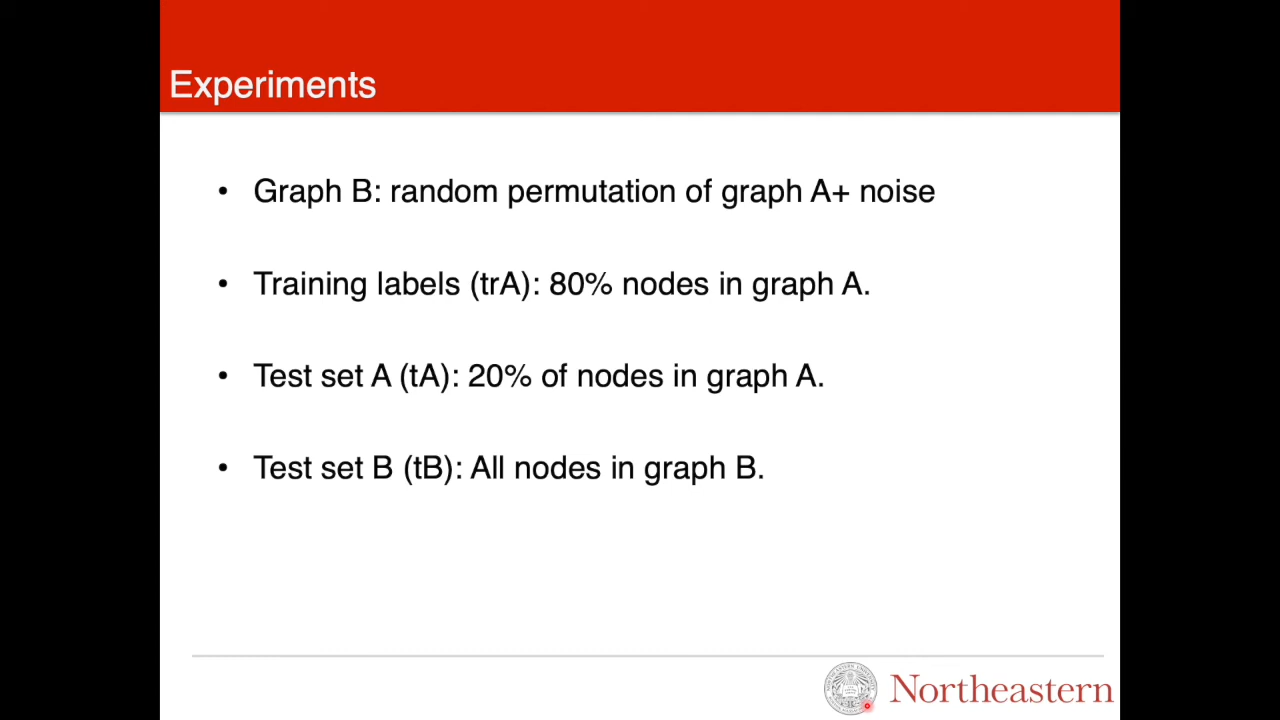 Experiments
• Graph B: random permutation of graph A+ noise
• Training labels (trA): 80% nodes in graph A.
• Test set A (tA): 20% of nodes in graph A.
• Test set B (tB): All nodes in graph B.
Northeastern